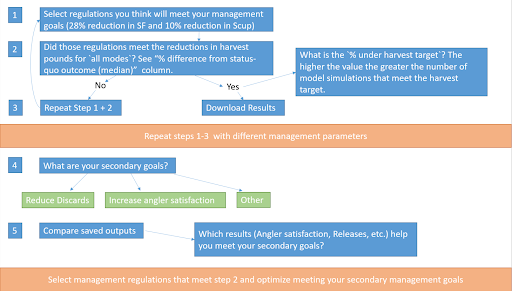 1
Select regulations you think will meet your management
goals (28% reduction in SF and 10% reduction in Scup)
2
Did those regulations meet the reductions in harvest
pounds for `all modes`? See "% difference from status-
quo outcome (median)" column.
What is the `% under harvest target`? The
higher the value the greater the number of
model simulations that meet the harvest
target.
No
Yes
3
Repeat Step 1 + 2
Download Results
Repeat steps 1-3 with different management parameters
4
What are your secondary goals?
Reduce Discards
Increase angler satisfaction
Other
5
Compare saved outputs
Which results (Angler satisfaction, Releases, etc.) help
you meet your secondary goals?
Select management regulations that meet step 2 and optimize meeting your secondary management goals